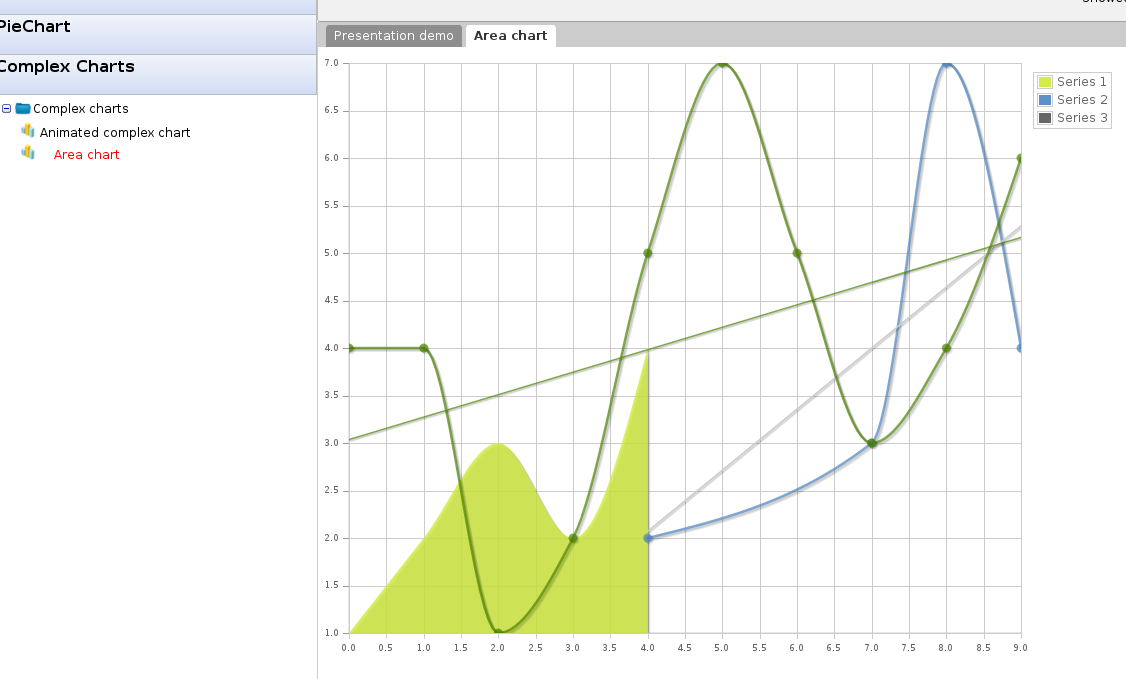 PieChart
Complex Charts
Complex charts
Animated complex chart
Area chart
Presentation demo
Area chart
7.0
6.5
6.0
5.5
5.0
4.5
4.0
3.5
3.0
2.5
2.0
1.5
1.0
0.0 0.5 1.0 1.5 2.0 2.5 3.0 3.5 4.0 4.5 5.0 5.5 6.0 6.5 7.0 7.5 8.0 8.5 9.0
Series 1
Series 2
Series 3